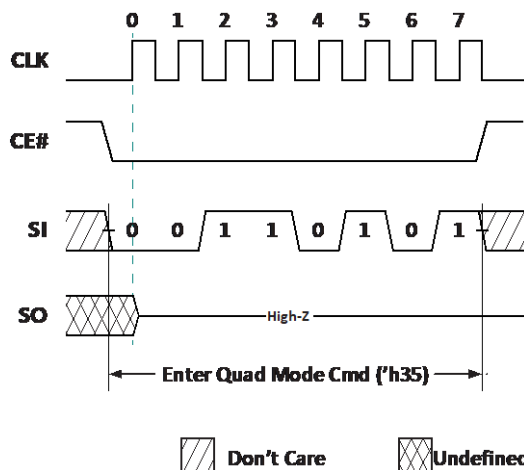 0 1 2 3 4 5 6 7
CLK
CE#
SI 0 0 1 1 0 1 0 1
SO High-Z
Enter Quad Mode Cmd ('h35)
Don't Care Undefined